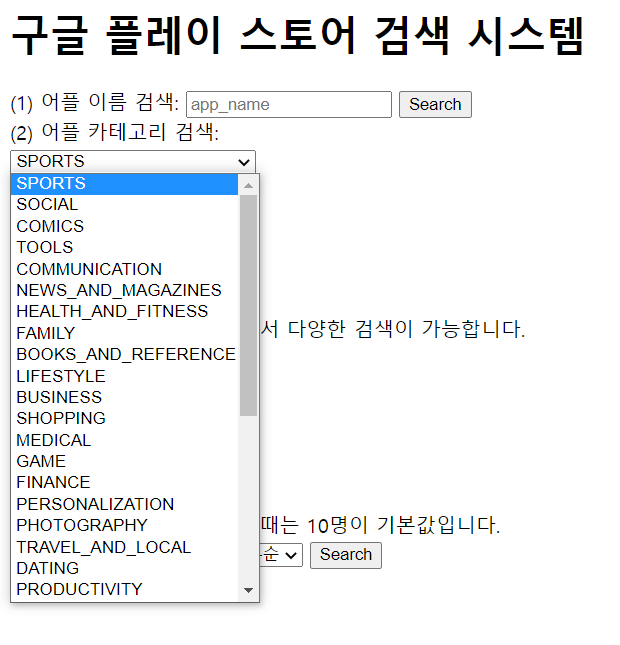 구글 플레이 스토어 검색 시스템
(1) 어플 이름 검색: app_name Search
(2) 어플 카테고리 검색:
SPORTS
SPORTS
SOCIAL
COMICS
TOOLS
COMMUNICATION
NEWS_AND_MAGAZINES
HEALTH_AND_FITNESS
서 다양한 검색이 가능합니다.
FAMILY
BOOKS_AND_REFERENCE
LIFESTYLE
BUSINESS
SHOPPING
MEDICAL
GAME
FINANCE
PERSONALIZATION
PHOTOGRAPHY
때는 10명이 기본값입니다.
TRAVEL_AND_LOCAL
순 Search
DATING
PRODUCTIVITY